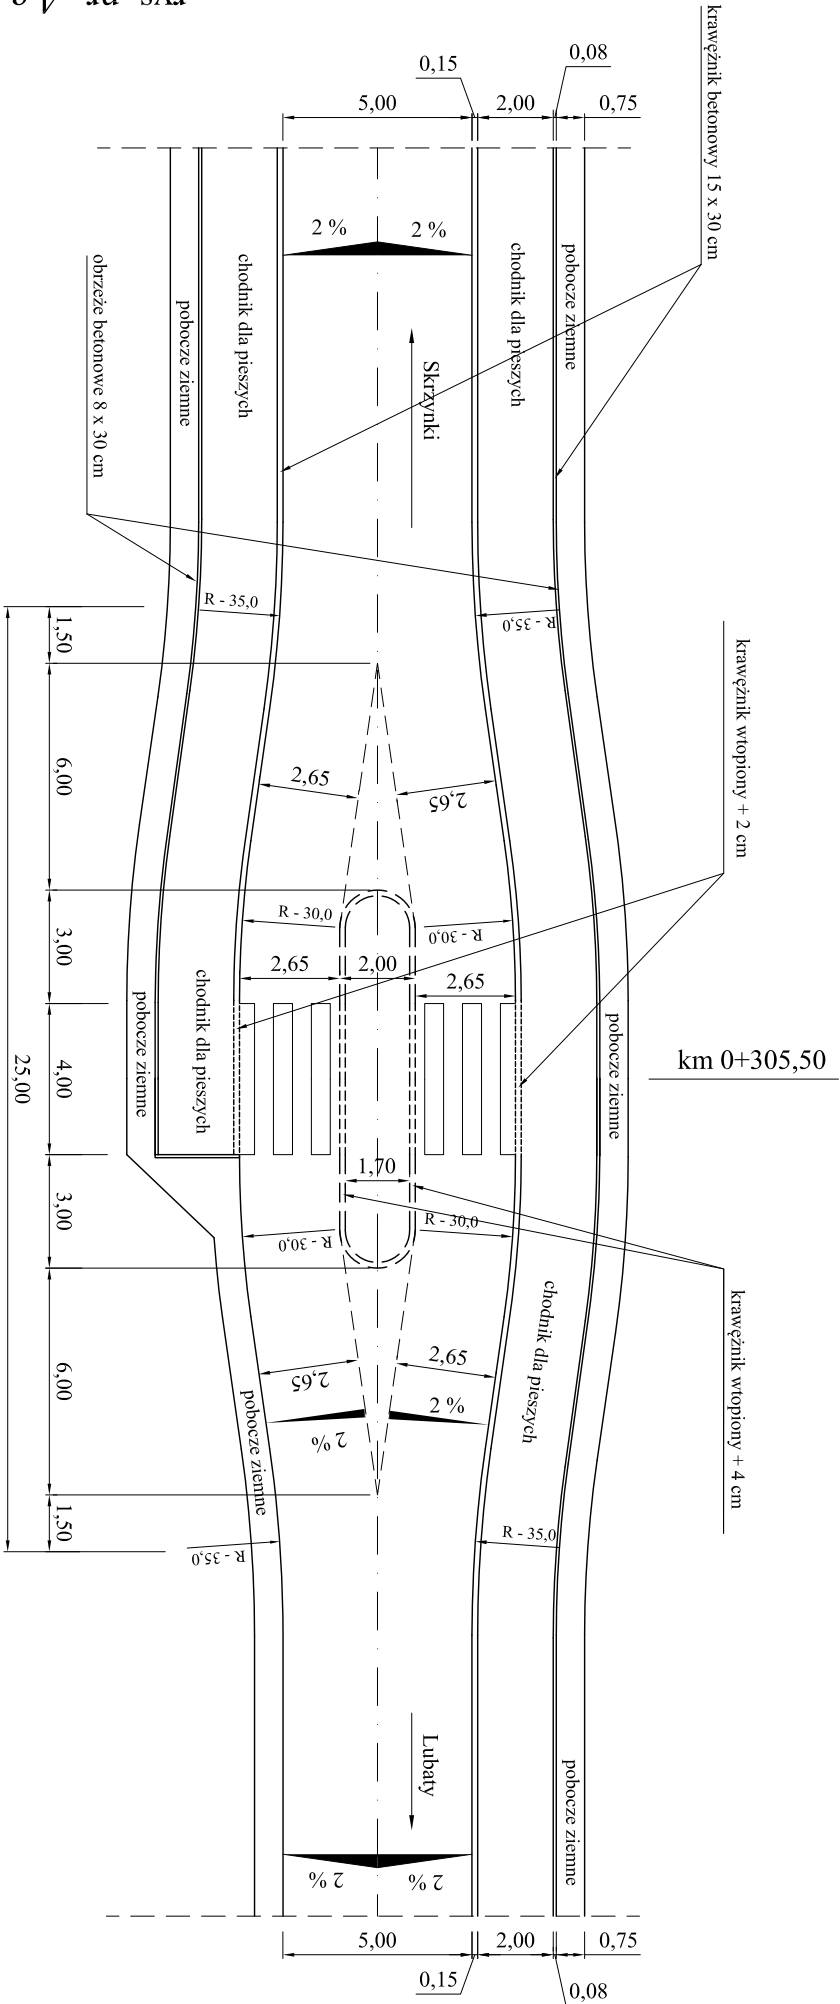 rys. nr 4.8
0,15
0,08
5,00
2,00
0,75
krawężnik betonowy 15 x 30 cm
2 %
2 %
obrzeże betonowe 8 x 30 cm
pobocze ziemne
chodnik dla pieszych
chodnik dla pieszych
pobocze ziemne
Skrzynki
R - 35,0
R - 35,0
1,50
krawężnik wtopiony + 2 cm
6,00
2,65
2,65
R - 30,0
R - 30,0
3,00
2,65
2,00
2,65
25,00
4,00
pobocze ziemne
chodnik dla pieszych
pobocze ziemne
km 0+305,50
1,70
3,00
R - 30,0
R - 30,0
krawężnik wtopiony + 4 cm
6,00
2,65
2,65
chodnik dla pieszych
pobocze ziemne
2 %
2 %
1,50
R - 35,0
R - 35,0
Lubaty
pobocze ziemne
2 %
2 %
5,00
2,00
0,75
0,15
0,08